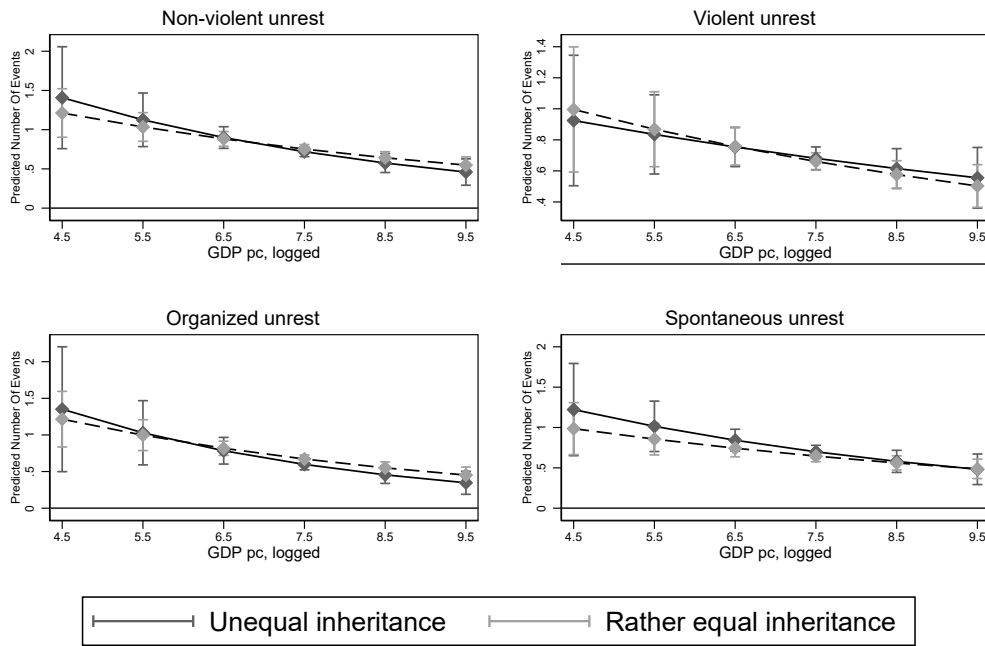 Non-violent unrest
Predicted Number Of Events
2
1.5
1
.5
0
4.5 5.5 6.5 7.5 8.5 9.5
GDP pc, logged
Violent unrest
Predicted Number Of Events
1.4
1.2
1
.8
.6
.4
4.5 5.5 6.5 7.5 8.5 9.5
GDP pc, logged
Organized unrest
Predicted Number Of Events
2
1.5
1
.5
0
4.5 5.5 6.5 7.5 8.5 9.5
GDP pc, logged
Spontaneous unrest
Predicted Number Of Events
2
1.5
1
.5
0
4.5 5.5 6.5 7.5 8.5 9.5
GDP pc, logged
Unequal inheritance Rather equal inheritance